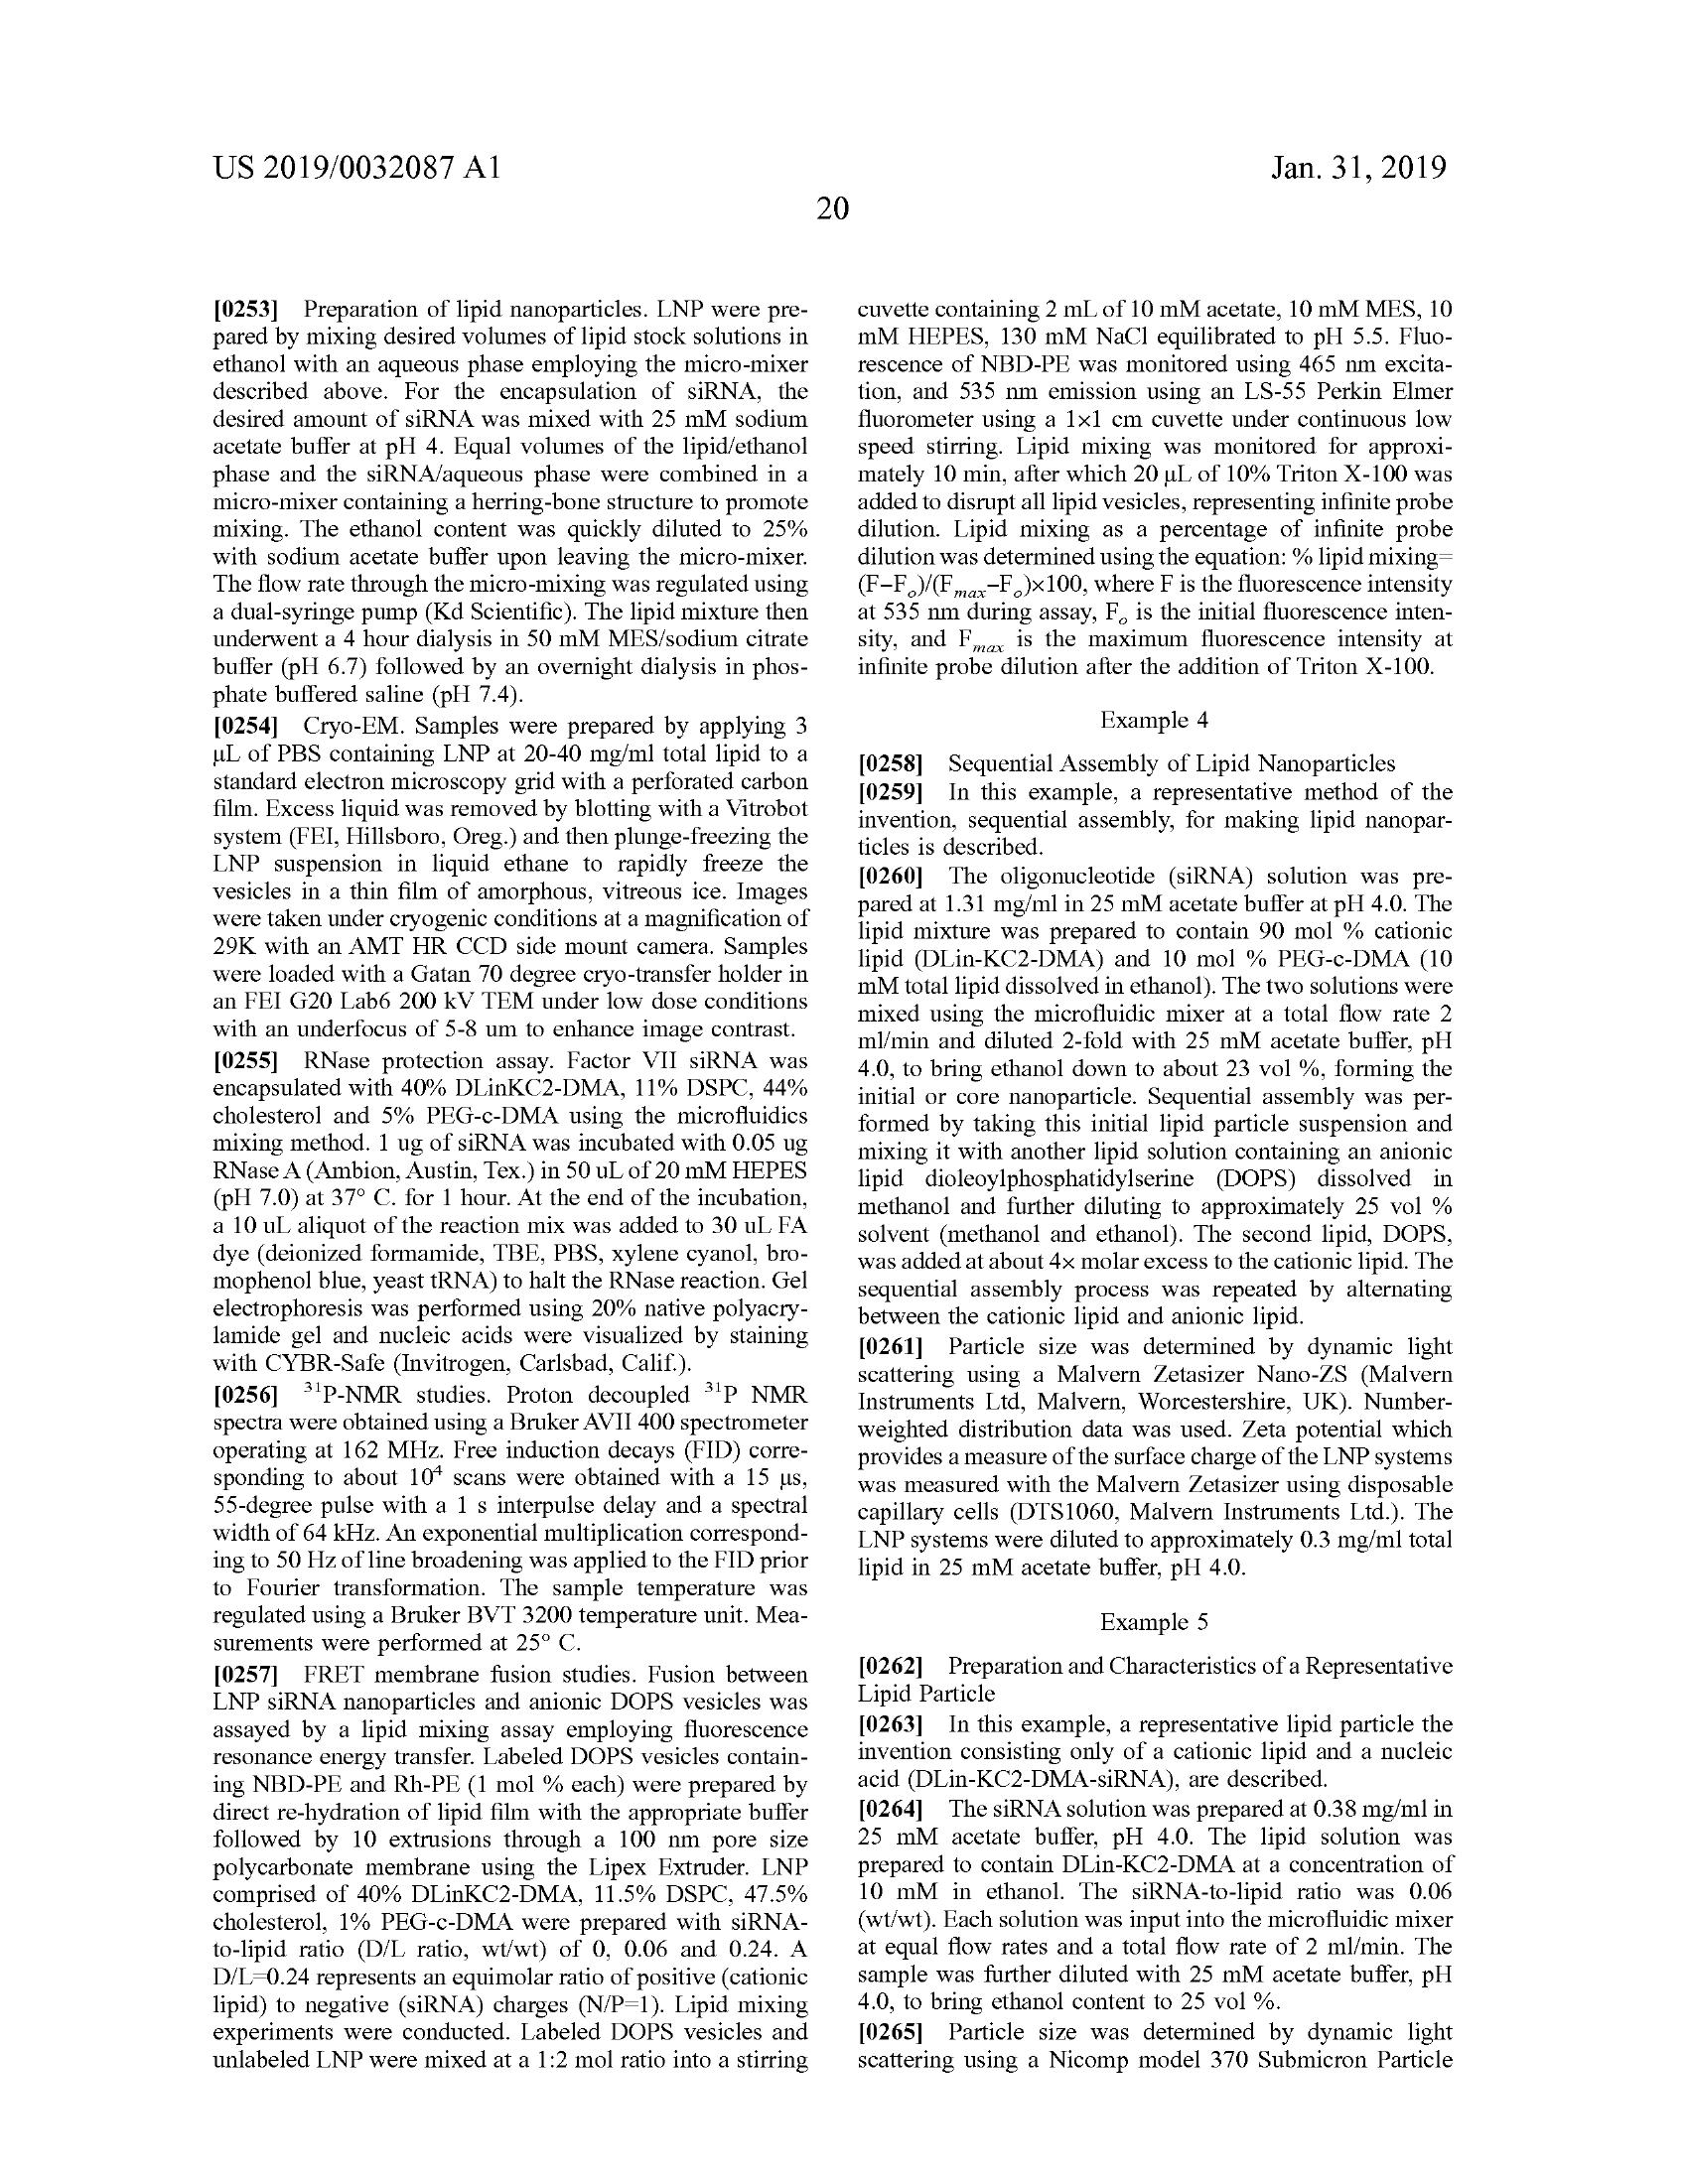 US 2019/0032087 A1
Jan. 31, 2019
20
[0253] Preparation of lipid nanoparticles. LNP were pre-
pared by mixing desired volumes of lipid stock solutions in
ethanol with an aqueous phase employing the micro-mixer
described above. For the encapsulation of siRNA, the
desired amount of siRNA was mixed with 25 mM sodium
acetate buffer at pH 4. Equal volumes of the lipid/ethanol
phase and the siRNA/aqueous phase were combined in a
micro-mixer containing a herring-bone structure to promote
mixing. The ethanol content was quickly diluted to 25%
with sodium acetate buffer upon leaving the micro-mixer.
The flow rate through the micro-mixing was regulated using
a dual-syringe pump (Kd Scientific). The lipid mixture then
underwent a 4 hour dialysis in 50 mM MES/sodium citrate
buffer (pH 6.7) followed by an overnight dialysis in phos-
phate buffered saline (pH 7.4).
[0254] Cryo-EM. Samples were prepared by applying 3
μL of PBS containing LNP at 20-40 mg/ml total lipid to a
standard electron microscopy grid with a perforated carbon
film. Excess liquid was removed by blotting with a Vitrobot
system (FEI, Hillsboro, Oreg.) and then plunge-freezing the
LNP suspension in liquid ethane to rapidly freeze the
vesicles in a thin film of amorphous, vitreous ice. Images
were taken under cryogenic conditions at a magnification of
29K with an AMT HR CCD side mount camera. Samples
were loaded with a Gatan 70 degree cryo-transfer holder in
an FEI G20 Lab6 200 kV TEM under low dose conditions
with an underfocus of 5-8 um to enhance image contrast.
[0255] RNase protection assay. Factor VII siRNA was
encapsulated with 40% DLinKC2-DMA, 11% DSPC, 44%
cholesterol and 5% PEG-c-DMA using the microfluidics
mixing method. 1 ug of siRNA was incubated with 0.05 ug
RNase A (Ambion, Austin, Tex.) in 50 uL of 20 mM HEPES
(pH 7.0) at 37° C. for 1 hour. At the end of the incubation,
a 10 uL aliquot of the reaction mix was added to 30 uL FA
dye (deionized formamide, TBE, PBS, xylene cyanol, bro-
mophenol blue, yeast tRNA) to halt the RNase reaction. Gel
electrophoresis was performed using 20% native polyacry-
lamide gel and nucleic acids were visualized by staining
with CYBR-Safe (Invitrogen, Carlsbad, Calif.).
[0256] ³¹P-NMR studies. Proton decoupled ³¹P NMR
spectra were obtained using a Bruker AVII 400 spectrometer
operating at 162 MHz. Free induction decays (FID) corre-
sponding to about 10⁴ scans were obtained with a 15 μs,
55-degree pulse with a 1 s interpulse delay and a spectral
width of 64 kHz. An exponential multiplication correspond-
ing to 50 Hz of line broadening was applied to the FID prior
to Fourier transformation. The sample temperature was
regulated using a Bruker BVT 3200 temperature unit. Mea-
surements were performed at 25° C.
[0257] FRET membrane fusion studies. Fusion between
LNP siRNA nanoparticles and anionic DOPS vesicles was
assayed by a lipid mixing assay employing fluorescence
resonance energy transfer. Labeled DOPS vesicles contain-
ing NBD-PE and Rh-PE (1 mol % each) were prepared by
direct re-hydration of lipid film with the appropriate buffer
followed by 10 extrusions through a 100 nm pore size
polycarbonate membrane using the Lipex Extruder. LNP
comprised of 40% DLinKC2-DMA, 11.5% DSPC, 47.5%
cholesterol, 1% PEG-c-DMA were prepared with siRNA-
to-lipid ratio (D/L ratio, wt/wt) of 0, 0.06 and 0.24. A
D/L=0.24 represents an equimolar ratio of positive (cationic
lipid) to negative (siRNA) charges (N/P=1). Lipid mixing
experiments were conducted. Labeled DOPS vesicles and
unlabeled LNP were mixed at a 1:2 mol ratio into a stirring
cuvette containing 2 mL of 10 mM acetate, 10 mM MES, 10
mM HEPES, 130 mM NaCl equilibrated to pH 5.5. Fluo-
rescence of NBD-PE was monitored using 465 nm excita-
tion, and 535 nm emission using an LS-55 Perkin Elmer
fluorometer using a 1x1 cm cuvette under continuous low
speed stirring. Lipid mixing was monitored for approxi-
mately 10 min, after which 20 μL of 10% Triton X-100 was
added to disrupt all lipid vesicles, representing infinite probe
dilution. Lipid mixing as a percentage of infinite probe
dilution was determined using the equation: % lipid mixing=
(F–Fₒ)/(Fₘₐₓ–Fₒ)x100, where F is the fluorescence intensity
at 535 nm during assay, Fₒ is the initial fluorescence inten-
sity, and Fₘₐₓ is the maximum fluorescence intensity at
infinite probe dilution after the addition of Triton X-100.
Example 4
[0258] Sequential Assembly of Lipid Nanoparticles
[0259] In this example, a representative method of the
invention, sequential assembly, for making lipid nanopar-
ticles is described.
[0260] The oligonucleotide (siRNA) solution was pre-
pared at 1.31 mg/ml in 25 mM acetate buffer at pH 4.0. The
lipid mixture was prepared to contain 90 mol % cationic
lipid (DLin-KC2-DMA) and 10 mol % PEG-c-DMA (10
mM total lipid dissolved in ethanol). The two solutions were
mixed using the microfluidic mixer at a total flow rate 2
ml/min and diluted 2-fold with 25 mM acetate buffer, pH
4.0, to bring ethanol down to about 23 vol %, forming the
initial or core nanoparticle. Sequential assembly was per-
formed by taking this initial lipid particle suspension and
mixing it with another lipid solution containing an anionic
lipid dioleoylphosphatidylserine (DOPS) dissolved in
methanol and further diluting to approximately 25 vol %
solvent (methanol and ethanol). The second lipid, DOPS,
was added at about 4x molar excess to the cationic lipid. The
sequential assembly process was repeated by alternating
between the cationic lipid and anionic lipid.
[0261] Particle size was determined by dynamic light
scattering using a Malvern Zetasizer Nano-ZS (Malvern
Instruments Ltd, Malvern, Worcestershire, UK). Number-
weighted distribution data was used. Zeta potential which
provides a measure of the surface charge of the LNP systems
was measured with the Malvern Zetasizer using disposable
capillary cells (DTS1060, Malvern Instruments Ltd.). The
LNP systems were diluted to approximately 0.3 mg/ml total
lipid in 25 mM acetate buffer, pH 4.0.
Example 5
[0262] Preparation and Characteristics of a Representative
Lipid Particle
[0263] In this example, a representative lipid particle the
invention consisting only of a cationic lipid and a nucleic
acid (DLin-KC2-DMA-siRNA), are described.
[0264] The siRNA solution was prepared at 0.38 mg/ml in
25 mM acetate buffer, pH 4.0. The lipid solution was
prepared to contain DLin-KC2-DMA at a concentration of
10 mM in ethanol. The siRNA-to-lipid ratio was 0.06
(wt/wt). Each solution was input into the microfluidic mixer
at equal flow rates and a total flow rate of 2 ml/min. The
sample was further diluted with 25 mM acetate buffer, pH
4.0, to bring ethanol content to 25 vol %.
[0265] Particle size was determined by dynamic light
scattering using a Nicomp model 370 Submicron Particle